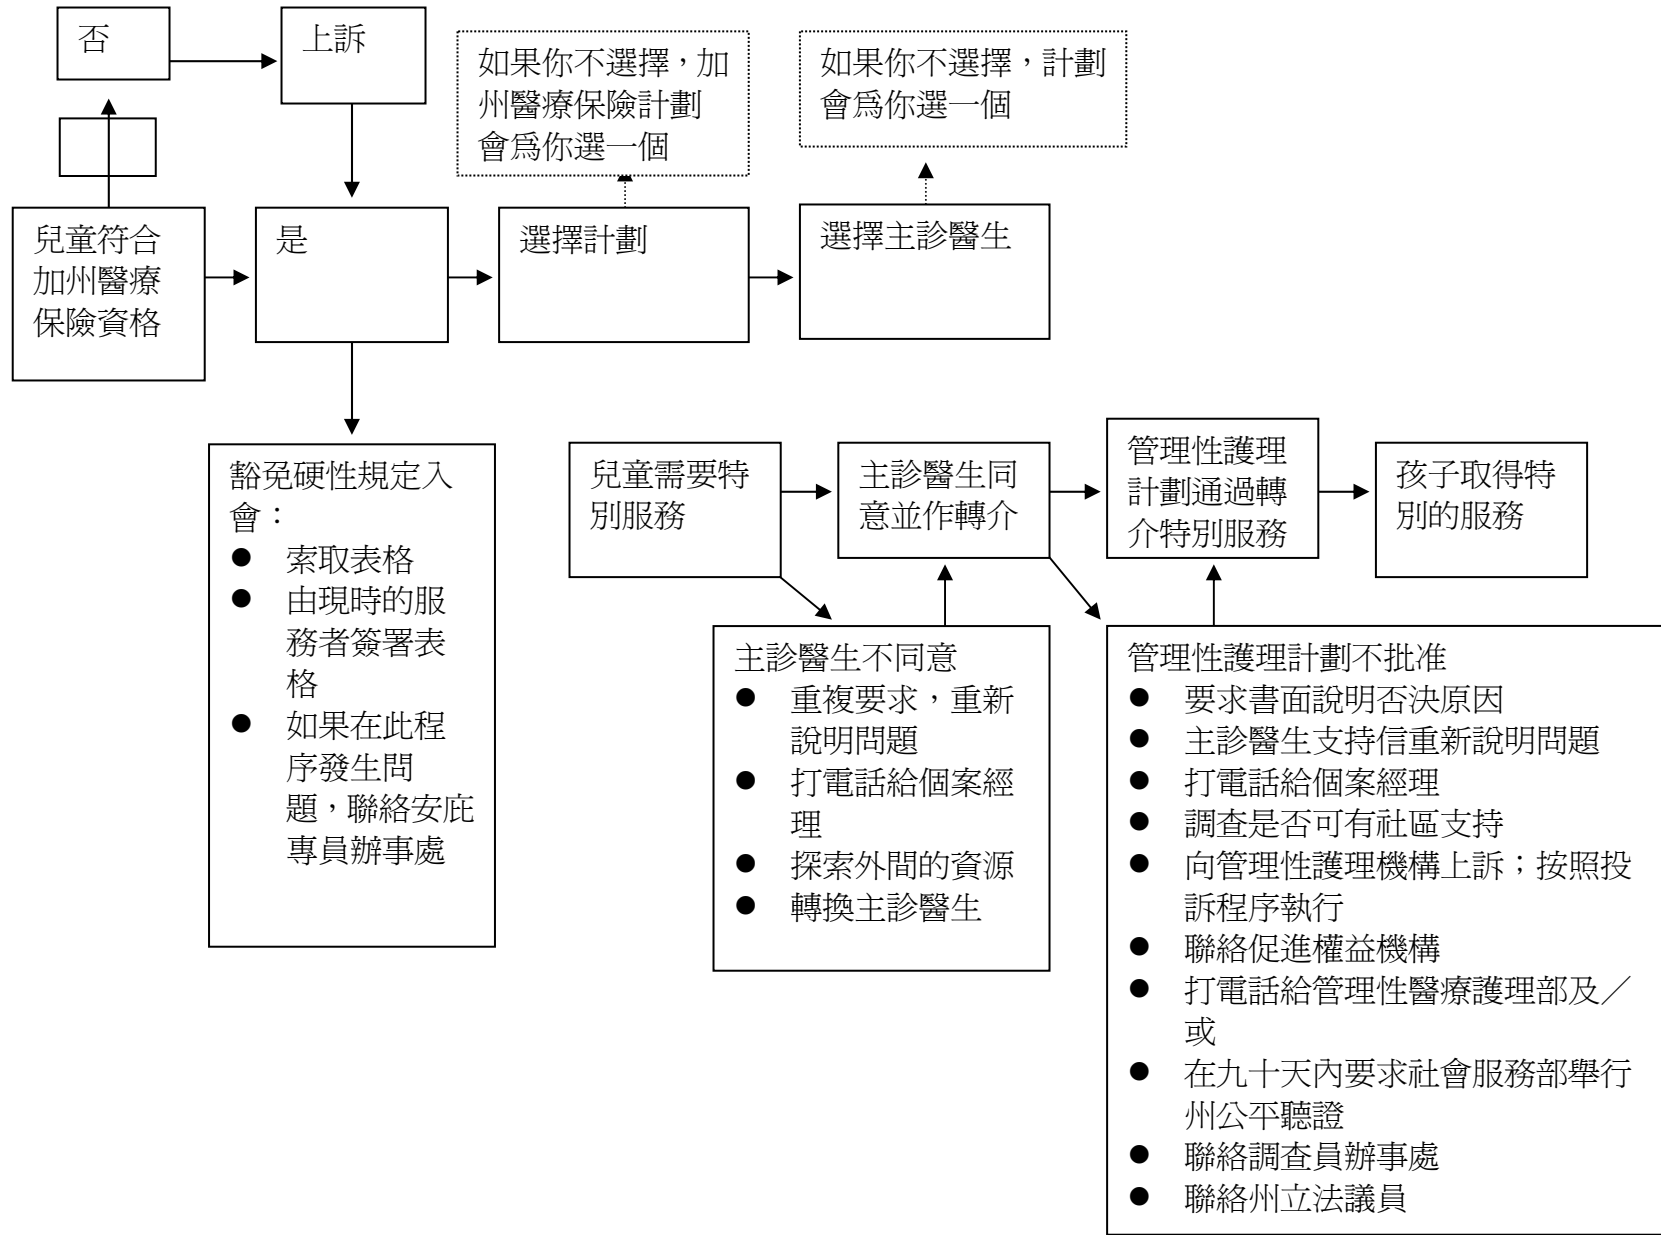 否
上訴
如果你不選擇，加
州醫療保險計劃
會爲你選一個
如果你不選擇，計劃
會爲你選一個
兒童符合
加州醫療
保險資格
是
選擇計劃
選擇主診醫生
豁免硬性規定入
會：
● 索取表格
● 由現時的服
務者簽署表
格
● 如果在此程
序發生問
題，聯絡安庇
專員辦事處
兒童需要特
別服務
主診醫生同
意並作轉介
管理性護理
計劃通過轉
介特別服務
孩子取得特
別的服務
主診醫生不同意
● 重複要求，重新
說明問題
● 打電話給個案經
理
● 探索外間的資源
● 轉換主診醫生
管理性護理計劃不批准
● 要求書面說明否決原因
● 主診醫生支持信重新說明問題
● 打電話給個案經理
● 調查是否可有社區支持
● 向管理性護理機構上訴；按照投
訴程序執行
● 聯絡促進權益機構
● 打電話給管理性醫療護理部及／
或
● 在九十天內要求社會服務部舉行
州公平聽證
● 聯絡調查員辦事處
● 聯絡州立法議員